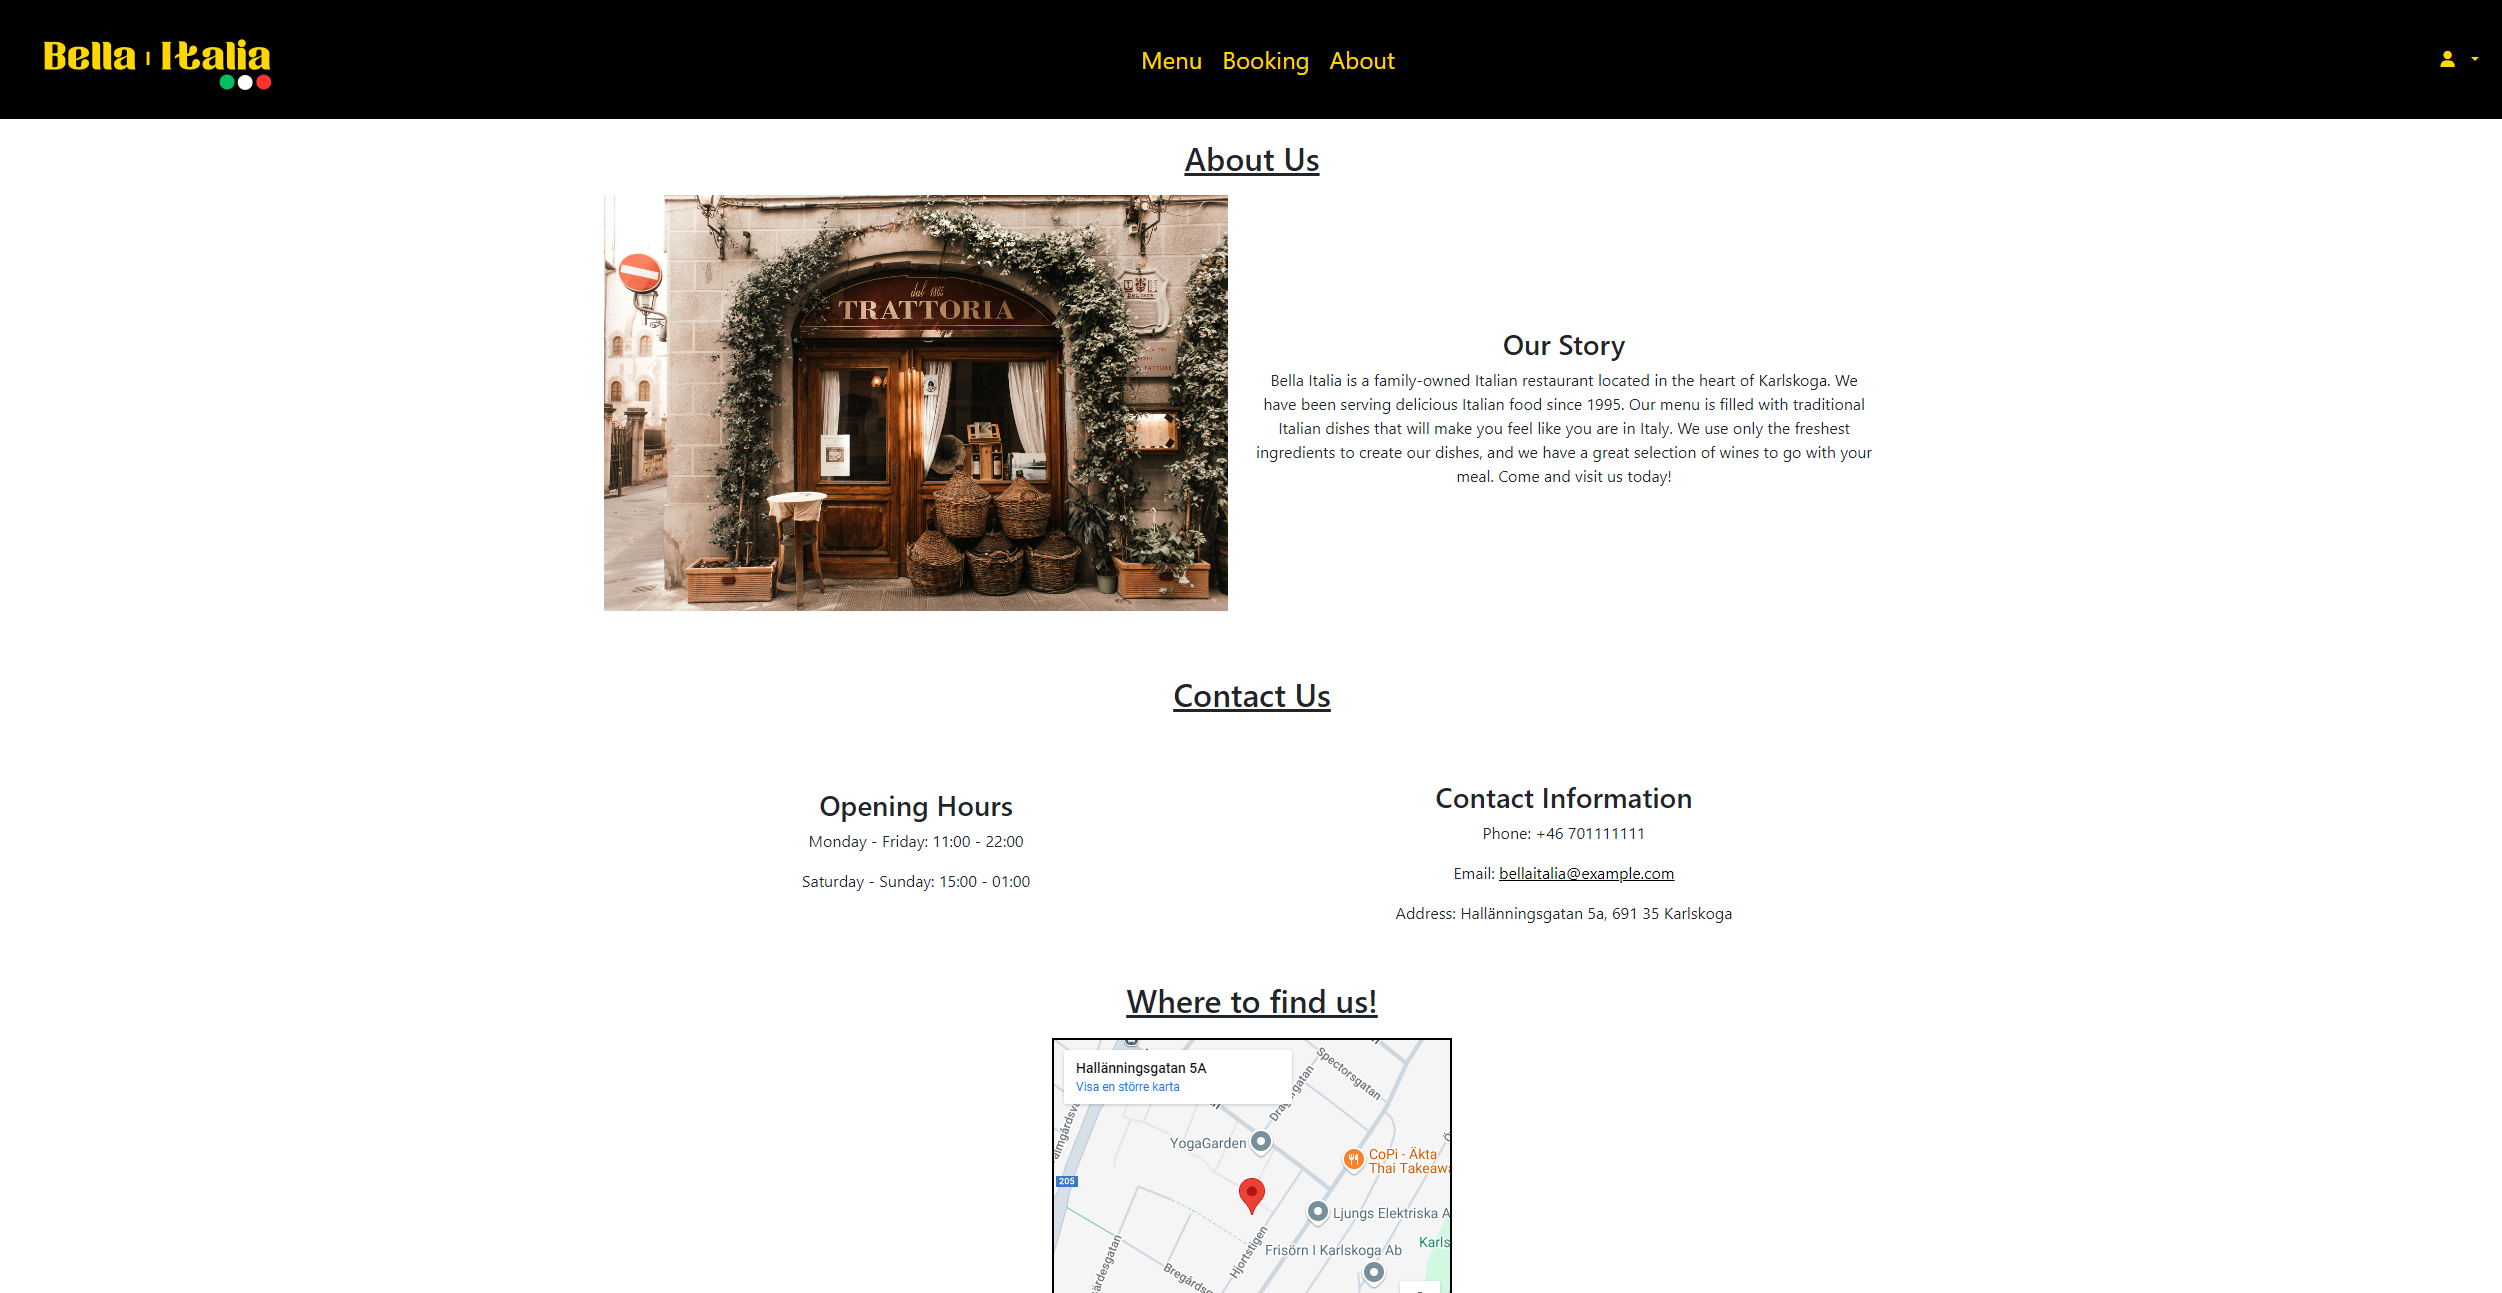 Bella Italia
Menu Booking About
About Us
dal 1865
TRATTORIA
Our Story
Bella Italia is a family-owned Italian restaurant located in the heart of Karlskoga. We
have been serving delicious Italian food since 1995. Our menu is filled with traditional
Italian dishes that will make you feel like you are in Italy. We use only the freshest
ingredients to create our dishes, and we have a great selection of wines to go with your
meal. Come and visit us today!
Contact Us
Opening Hours
Monday - Friday: 11:00 - 22:00
Saturday - Sunday: 15:00 - 01:00
Contact Information
Phone: +46 701111111
Email: bellaitalia@example.com
Address: Hallänningsgatan 5a, 691 35 Karlskoga
Where to find us!
Hallänningsgatan 5A
Visa en större karta
Spectorsgatan
YogaGarden
CoPi - Äkta
Thai Takeawa
205
Ljungs Elektriska A
Hjortstigen
Frisörn I Karlskoga Ab
Karls
Bregårdsg